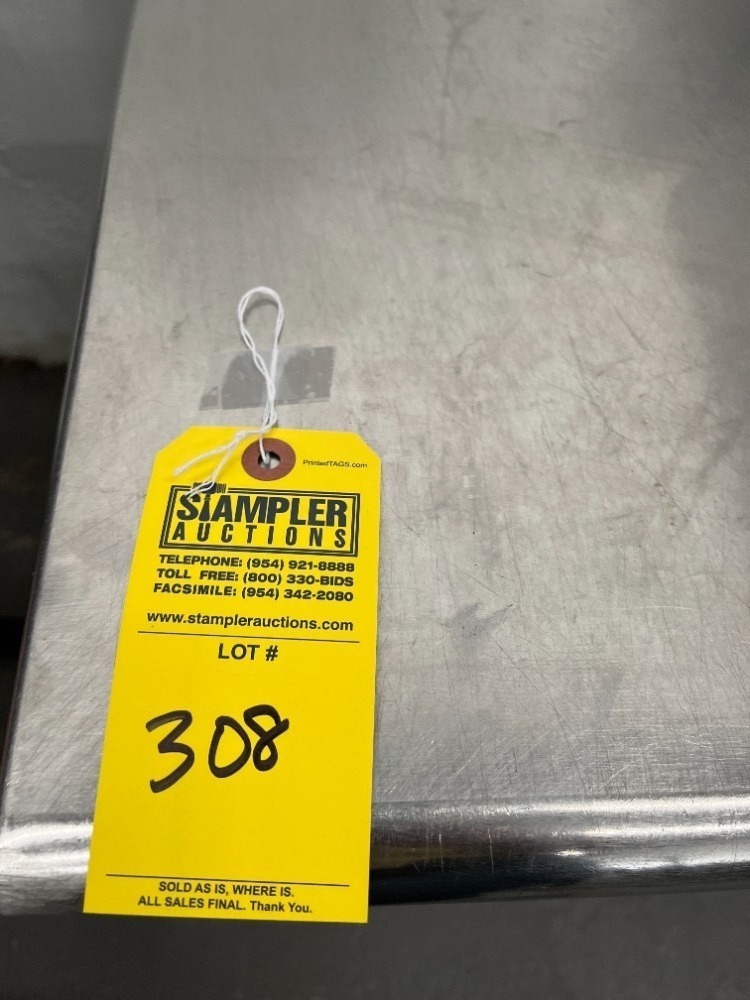 PrintedTAGS.com
STAMPLER
AUCTIONS
TELEPHONE: (954) 921-8888
TOLL FREE: (800) 330-BIDS
FACSIMILE: (954) 342-2080
www.stamplerauctions.com
LOT #
308
SOLD AS IS, WHERE IS.
ALL SALES FINAL. Thank You.